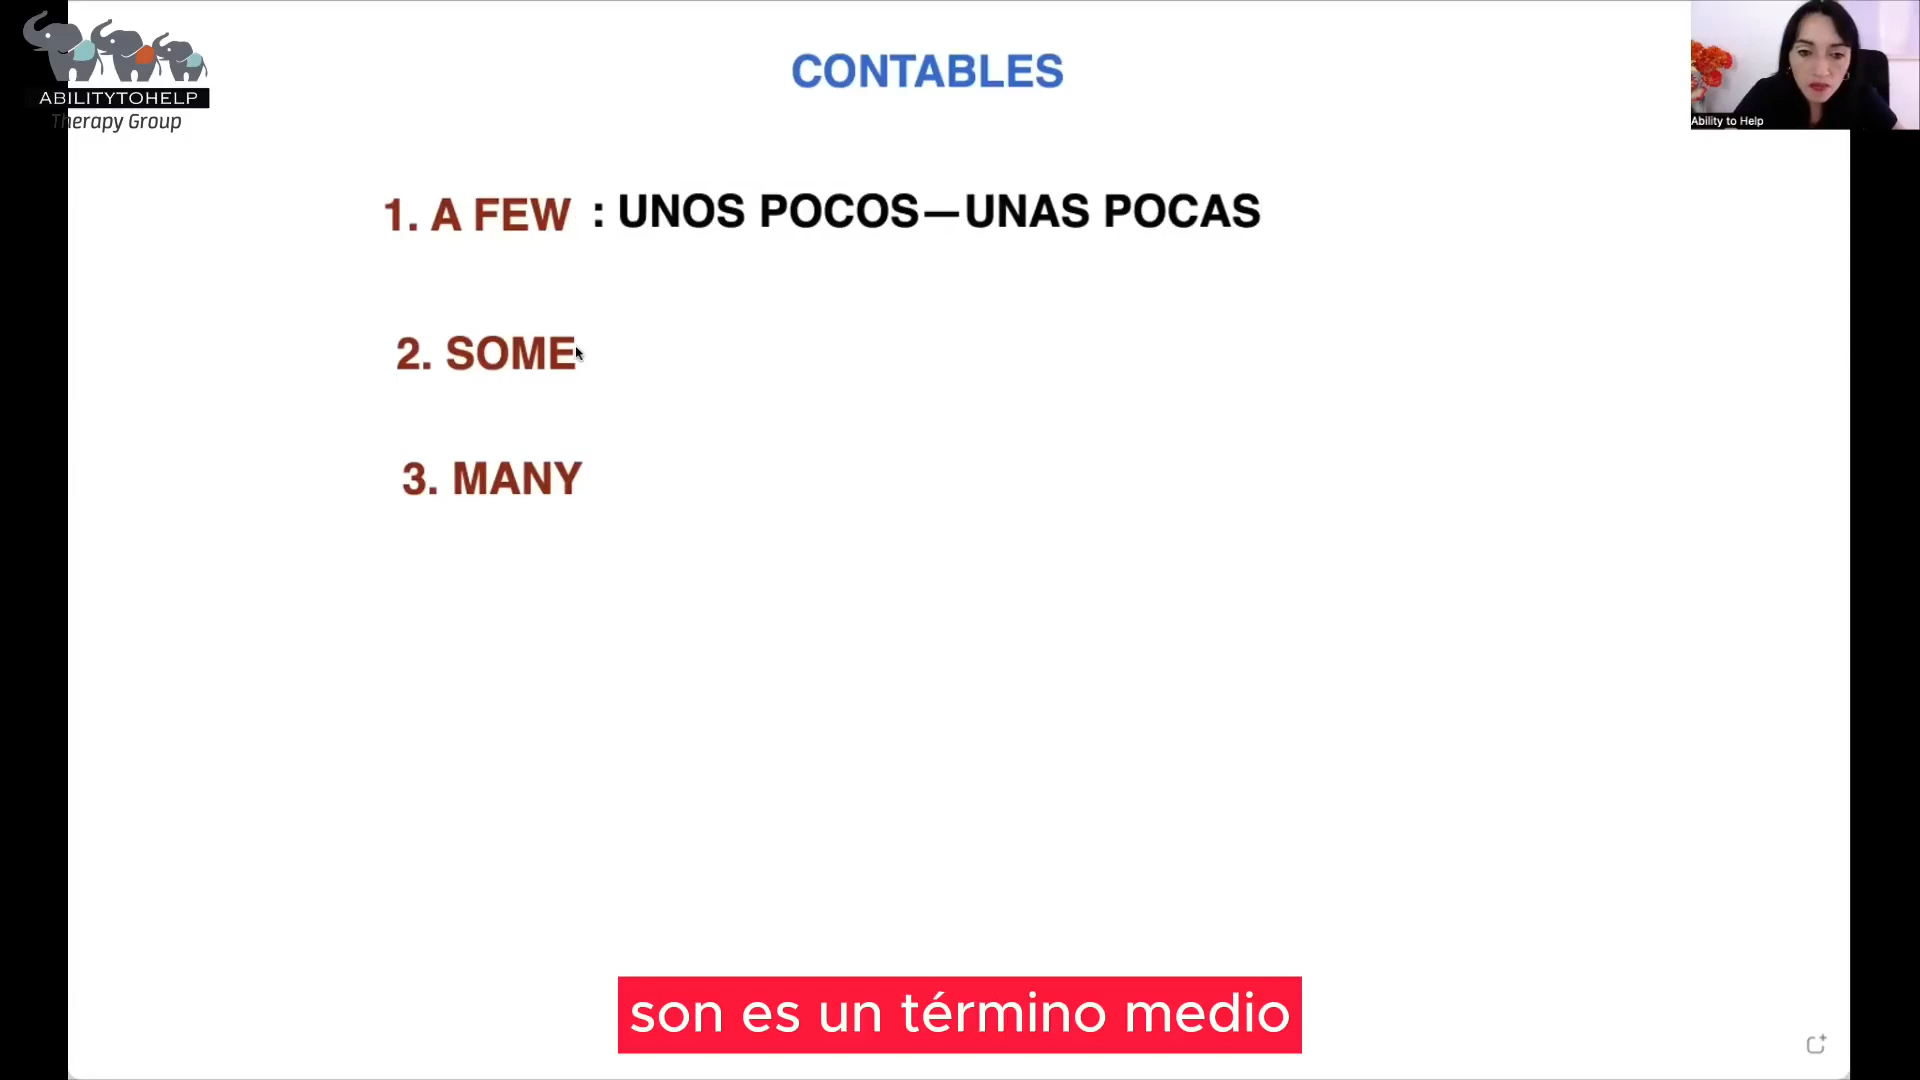 ABILITYTOHELP
Therapy Group
CONTABLES
Ability to Help
1. A FEW : UNOS POCOS—UNAS POCAS
2. SOME
3. MANY
son es un término medio